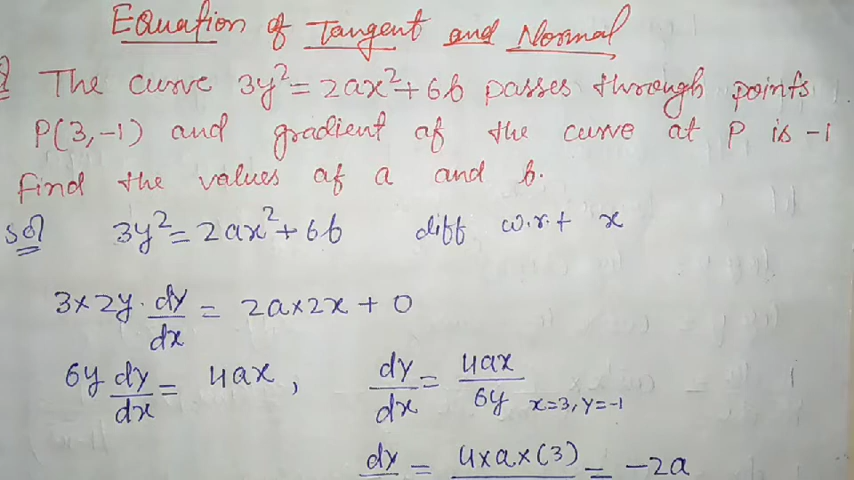 Equation of Tangent and Normal
Q The curve 3y² = 2ax² + 6b passes through points
P(3,-1) and gradient of the curve at P is -1
Find the values of a and b.
Sol 3y² = 2ax² + 6b diff w.r.t x
3×2y · dy/dx = 2a×2x + 0
6y dy/dx = 4ax , dy/dx = 4ax/6y x=3, y=-1
dy = 4×a×(3) = -2a